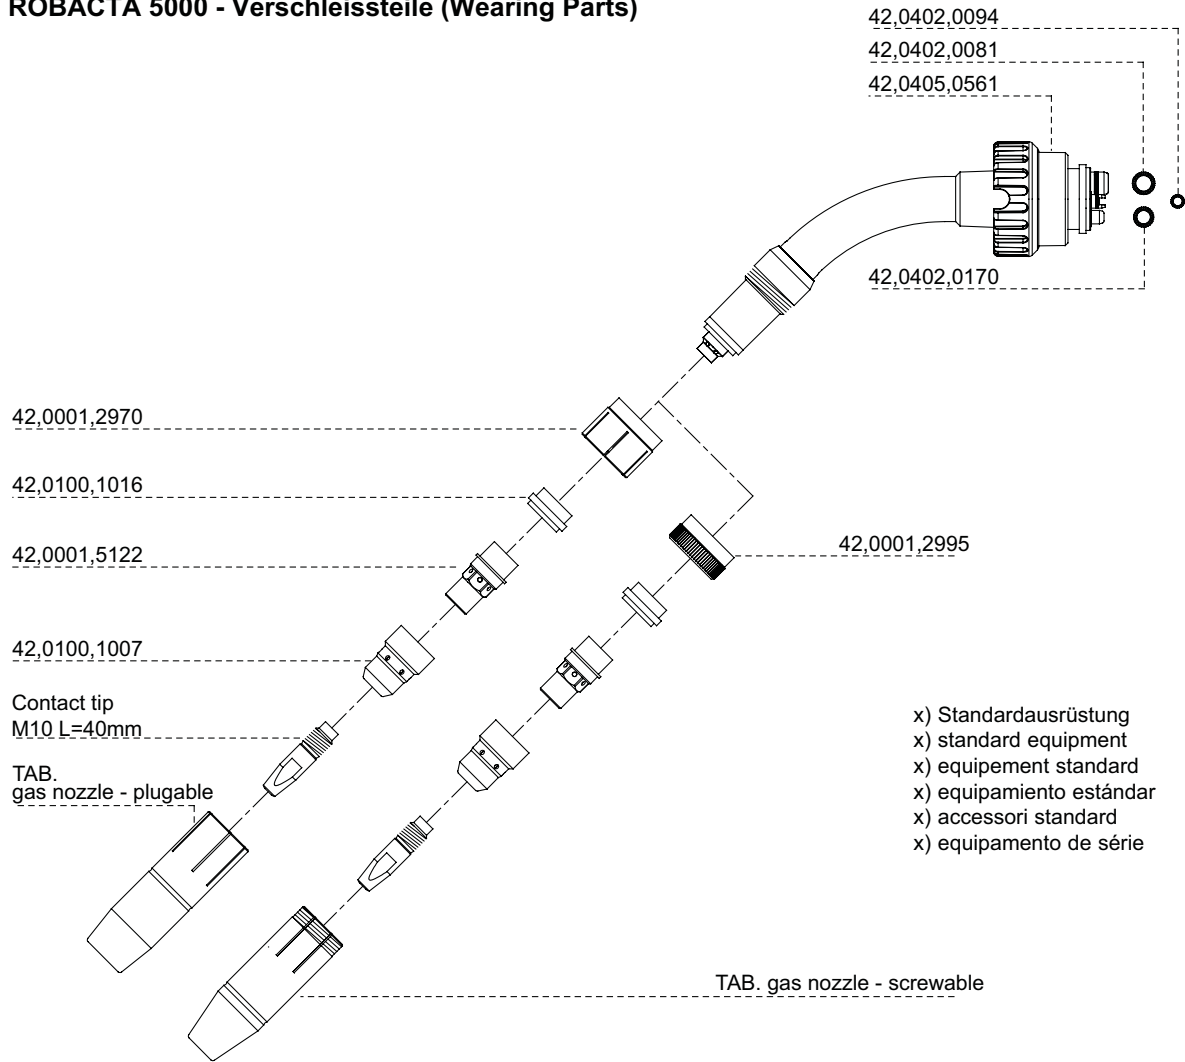 ROBACTA 5000 - Verschleissteile (Wearing Parts)
42,0402,0094
42,0402,0081
42,0405,0561
42,0402,0170
42,0001,2970
42,0100,1016
42,0001,5122
42,0001,2995
42,0100,1007
Contact tip
M10 L=40mm
TAB.
gas nozzle - plugable
x) Standardausrüstung
x) standard equipment
x) equipement standard
x) equipamiento estándar
x) accessori standard
x) equipamento de série
TAB. gas nozzle - screwable